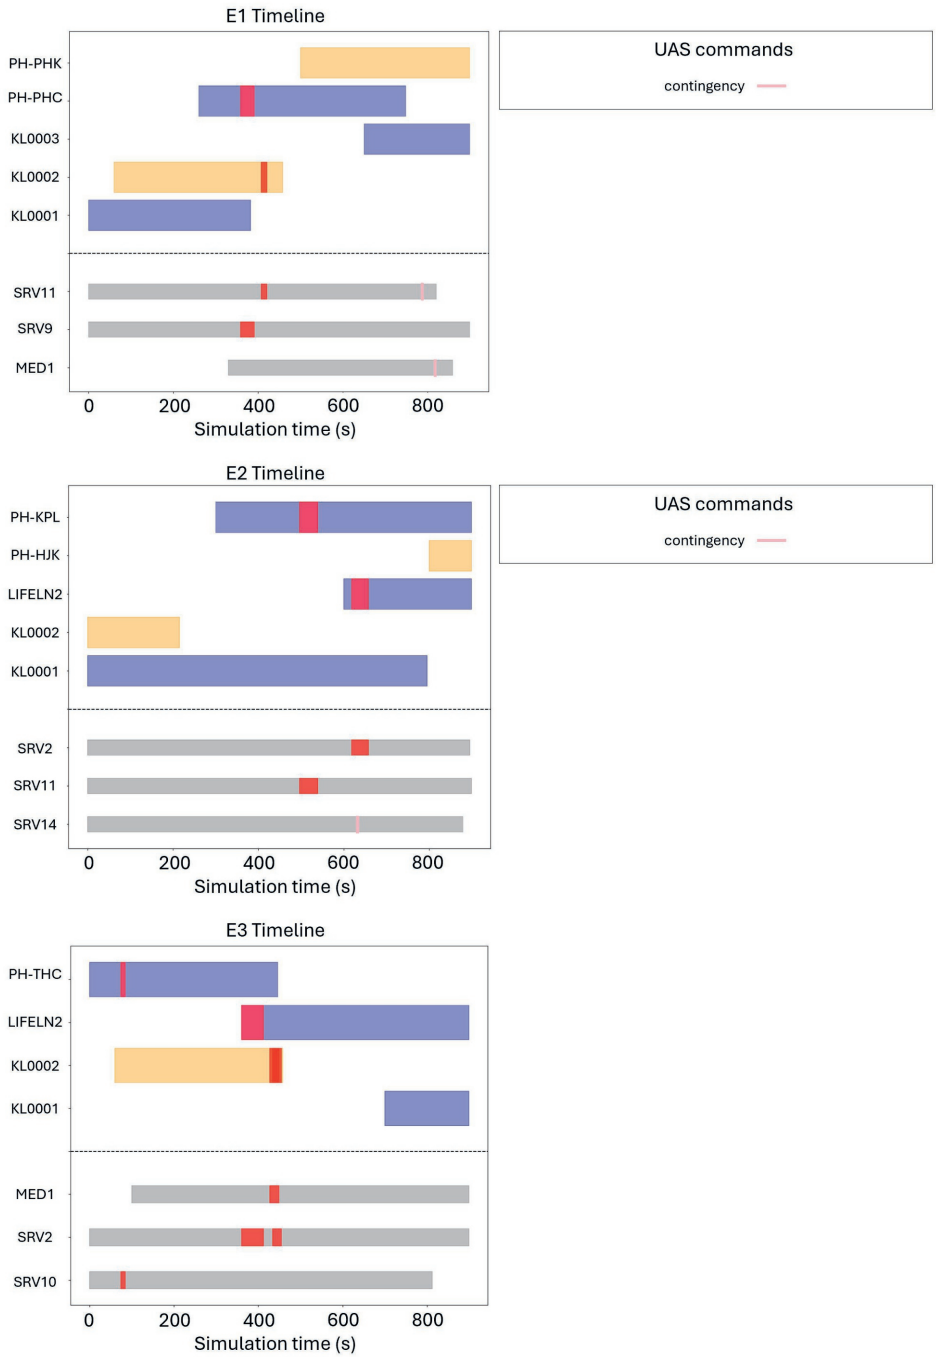 E1 Timeline
PH-PHK
PH-PHC
KL0003
KL0002
KL0001
SRV11
SRV9
MED1
0 200 400 600 800
Simulation time (s)
UAS commands
contingency
E2 Timeline
PH-KPL
PH-HJK
LIFELN2
KL0002
KL0001
SRV2
SRV11
SRV14
0 200 400 600 800
Simulation time (s)
UAS commands
contingency
E3 Timeline
PH-THC
LIFELN2
KL0002
KL0001
MED1
SRV2
SRV10
0 200 400 600 800
Simulation time (s)